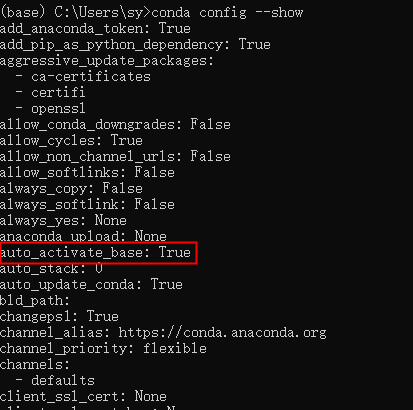 (base) C:\Users\sy>conda config --show
add_anaconda_token: True
add_pip_as_python_dependency: True
aggressive_update_packages:
  - ca-certificates
  - certifi
  - openssl
allow_conda_downgrades: False
allow_cycles: True
allow_non_channel_urls: False
allow_softlinks: False
always_copy: False
always_softlink: False
always_yes: None
anaconda_upload: None
auto_activate_base: True
auto_stack: 0
auto_update_conda: True
bld_path:
changeps1: True
channel_alias: https://conda.anaconda.org
channel_priority: flexible
channels:
  - defaults
client_ssl_cert: None